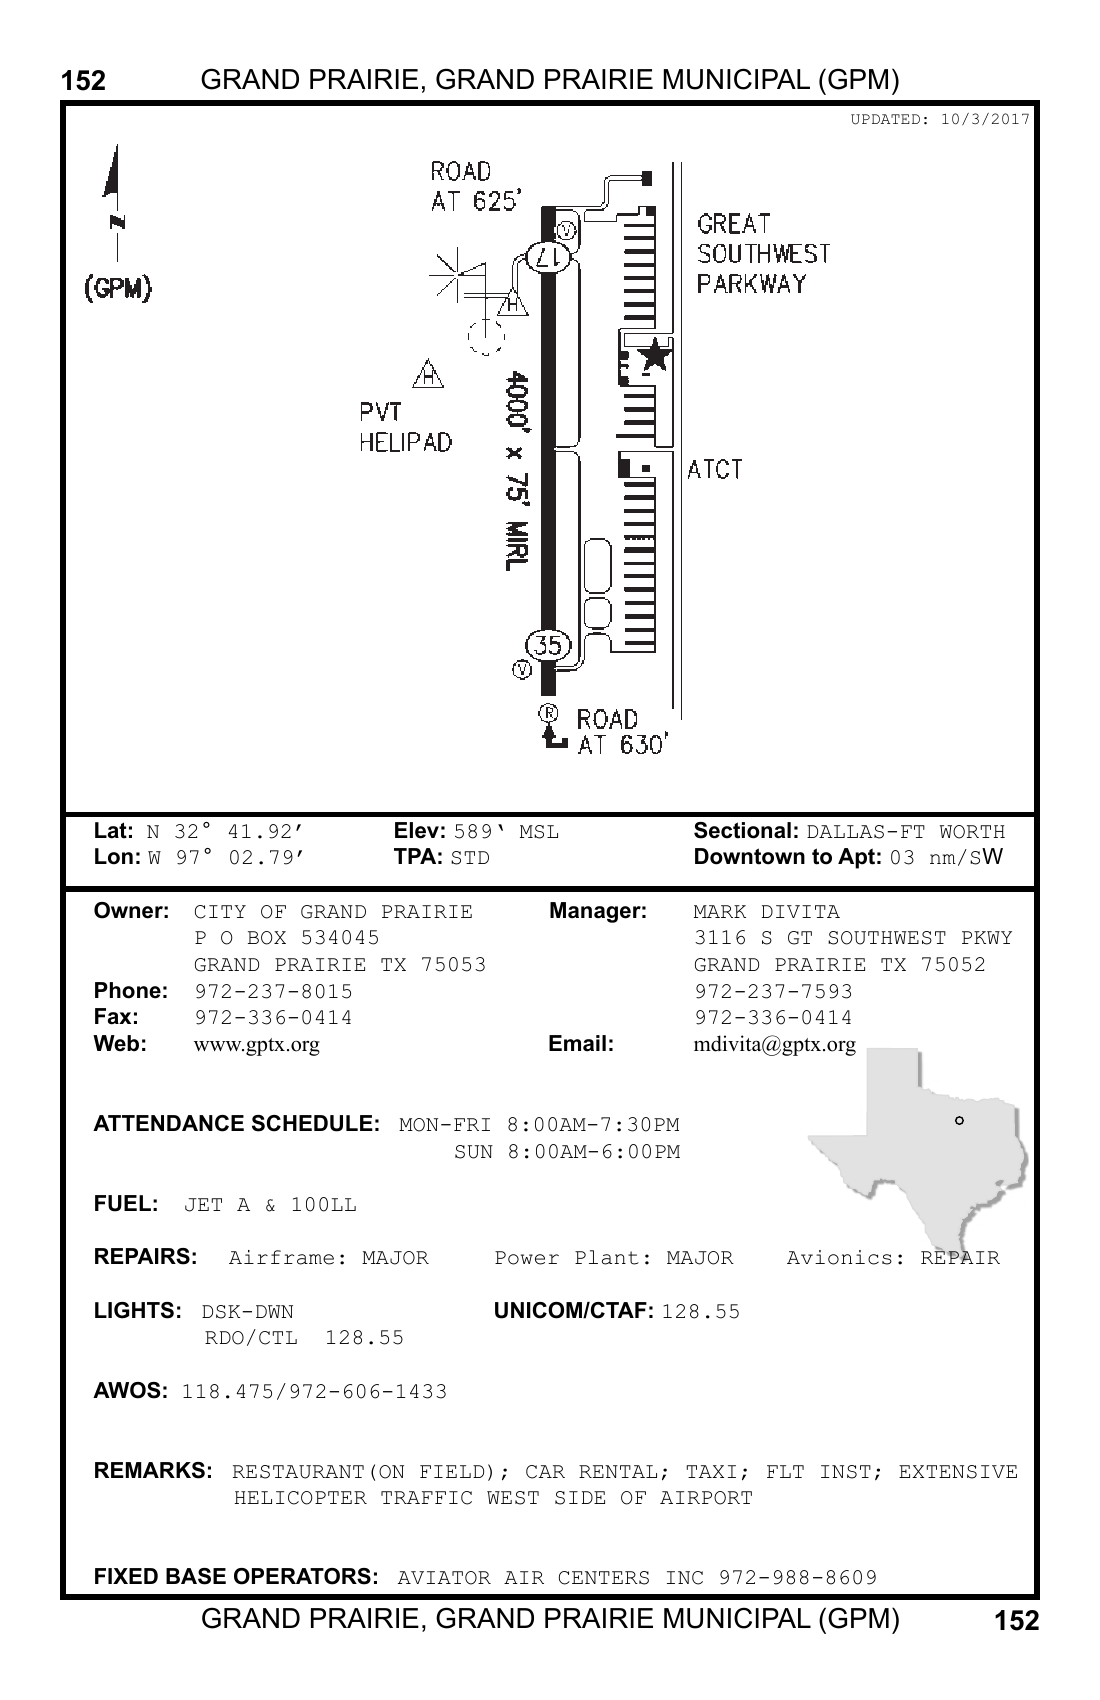 152 GRAND PRAIRIE, GRAND PRAIRIE MUNICIPAL (GPM)
UPDATED: 10/3/2017
N
(GPM)
ROAD
AT 625'
V
17
GREAT
SOUTHWEST
PARKWAY
H
H
PVT
HELIPAD
4000' x 75' MIRL
ATCT
35
V
R
ROAD
AT 630'
Lat: N 32° 41.92′ Elev: 589‛ MSL Sectional: DALLAS-FT WORTH
Lon: W 97° 02.79′ TPA: STD Downtown to Apt: 03 nm/SW
Owner: CITY OF GRAND PRAIRIE Manager: MARK DIVITA
P O BOX 534045 3116 S GT SOUTHWEST PKWY
GRAND PRAIRIE TX 75053 GRAND PRAIRIE TX 75052
Phone: 972-237-8015 972-237-7593
Fax: 972-336-0414 972-336-0414
Web: www.gptx.org Email: mdivita@gptx.org
ATTENDANCE SCHEDULE: MON-FRI 8:00AM-7:30PM
SUN 8:00AM-6:00PM
FUEL: JET A & 100LL
REPAIRS: Airframe: MAJOR Power Plant: MAJOR Avionics: REPAIR
LIGHTS: DSK-DWN UNICOM/CTAF: 128.55
RDO/CTL 128.55
AWOS: 118.475/972-606-1433
REMARKS: RESTAURANT(ON FIELD); CAR RENTAL; TAXI; FLT INST; EXTENSIVE
HELICOPTER TRAFFIC WEST SIDE OF AIRPORT
FIXED BASE OPERATORS: AVIATOR AIR CENTERS INC 972-988-8609
GRAND PRAIRIE, GRAND PRAIRIE MUNICIPAL (GPM) 152